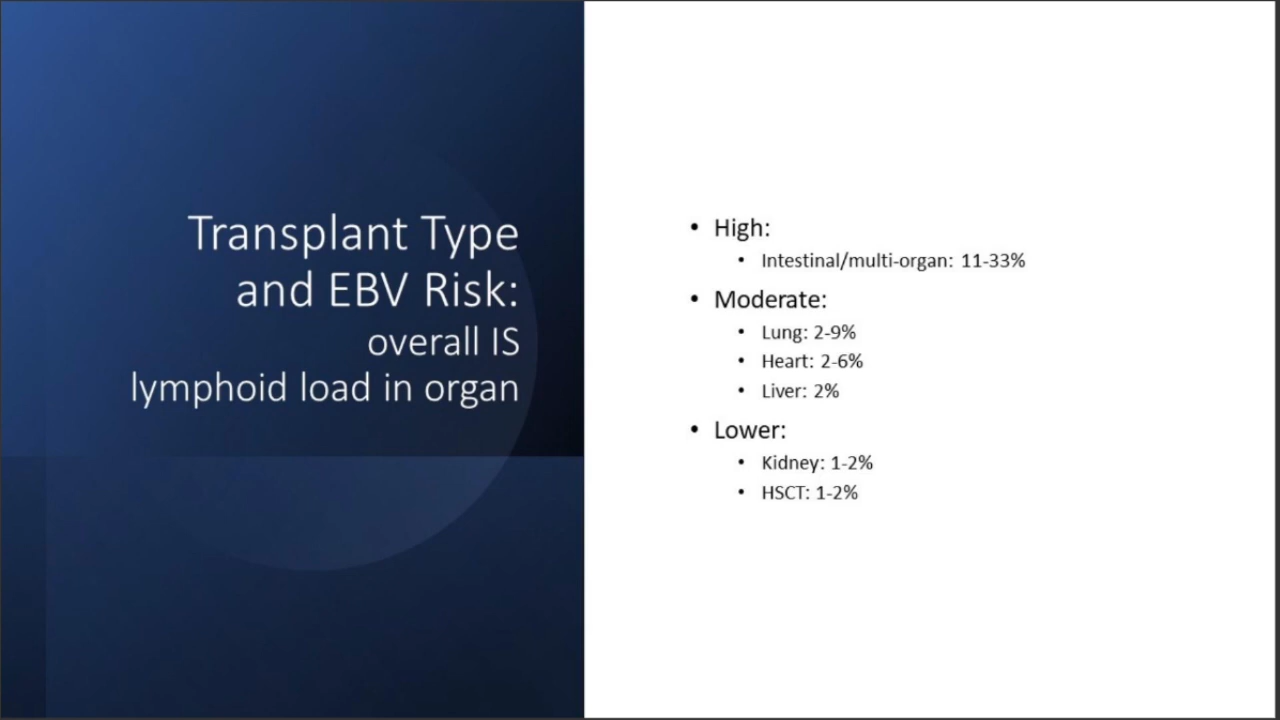 Transplant Type
and EBV Risk:
overall IS
lymphoid load in organ
• High:
• Intestinal/multi-organ: 11-33%
• Moderate:
• Lung: 2-9%
• Heart: 2-6%
• Liver: 2%
• Lower:
• Kidney: 1-2%
• HSCT: 1-2%